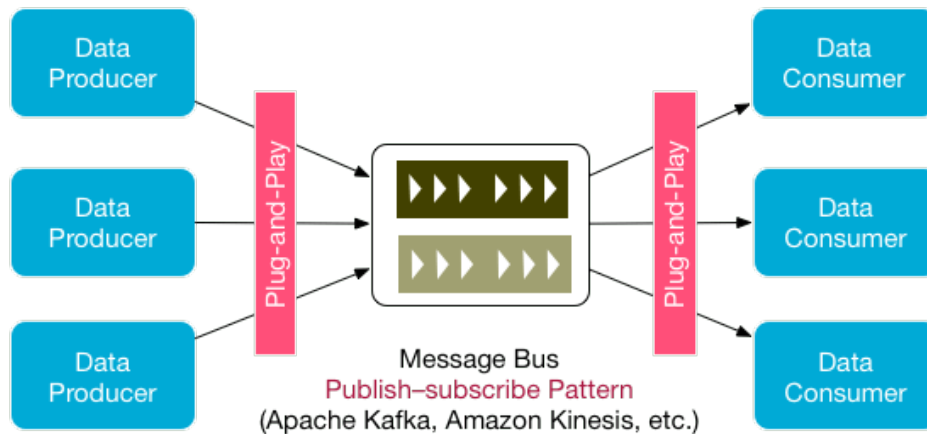 Data
Producer
Data
Producer
Data
Producer
Plug-and-Play
Message Bus
Publish–subscribe Pattern
(Apache Kafka, Amazon Kinesis, etc.)
Plug-and-Play
Data
Consumer
Data
Consumer
Data
Consumer